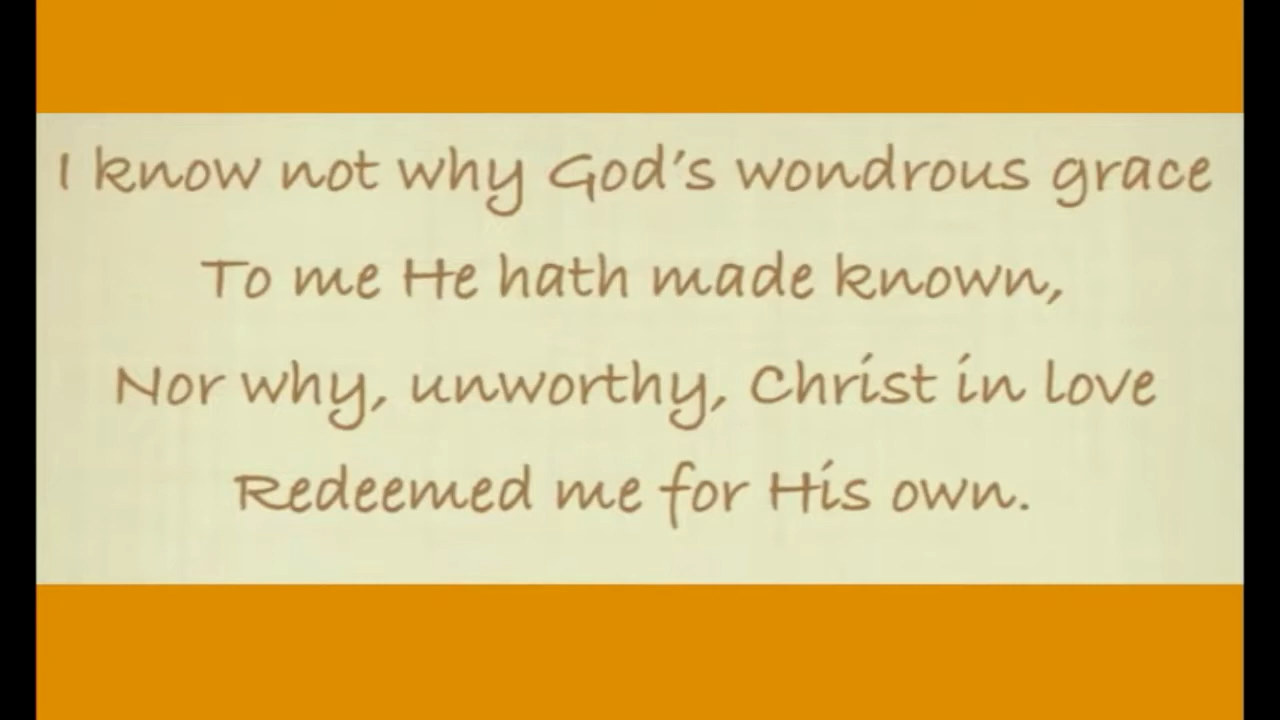 I know not why God's wondrous grace
To me He hath made known,
Nor why, unworthy, Christ in love
Redeemed me for His own.